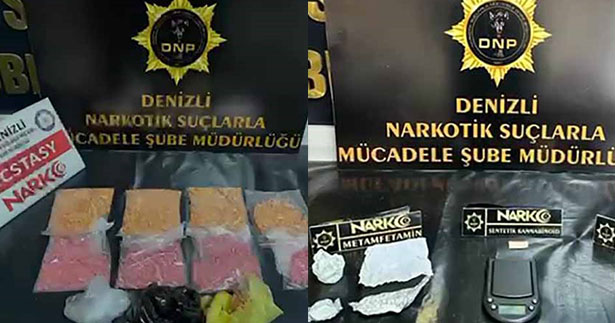 DNP
DENİZLİ
NARKOTİK SUÇLARLA
MÜCADELE ŞUBE MÜDÜRLÜĞÜ
ECSTASY
NARKO
DNP
DENİZLİ
NARKOTİK SUÇLARLA
MÜCADELE ŞUBE MÜDÜRL
NARKO
METAMFETAMİN
NARKO
SENTETİK KANNABİNOİD